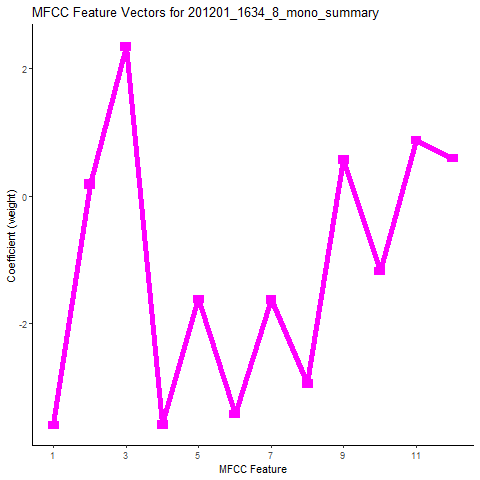 MFCC Feature Vectors for 201201_1634_8_mono_summary
Coefficient (weight)
2
0
-2
1 3 5 7 9 11
MFCC Feature